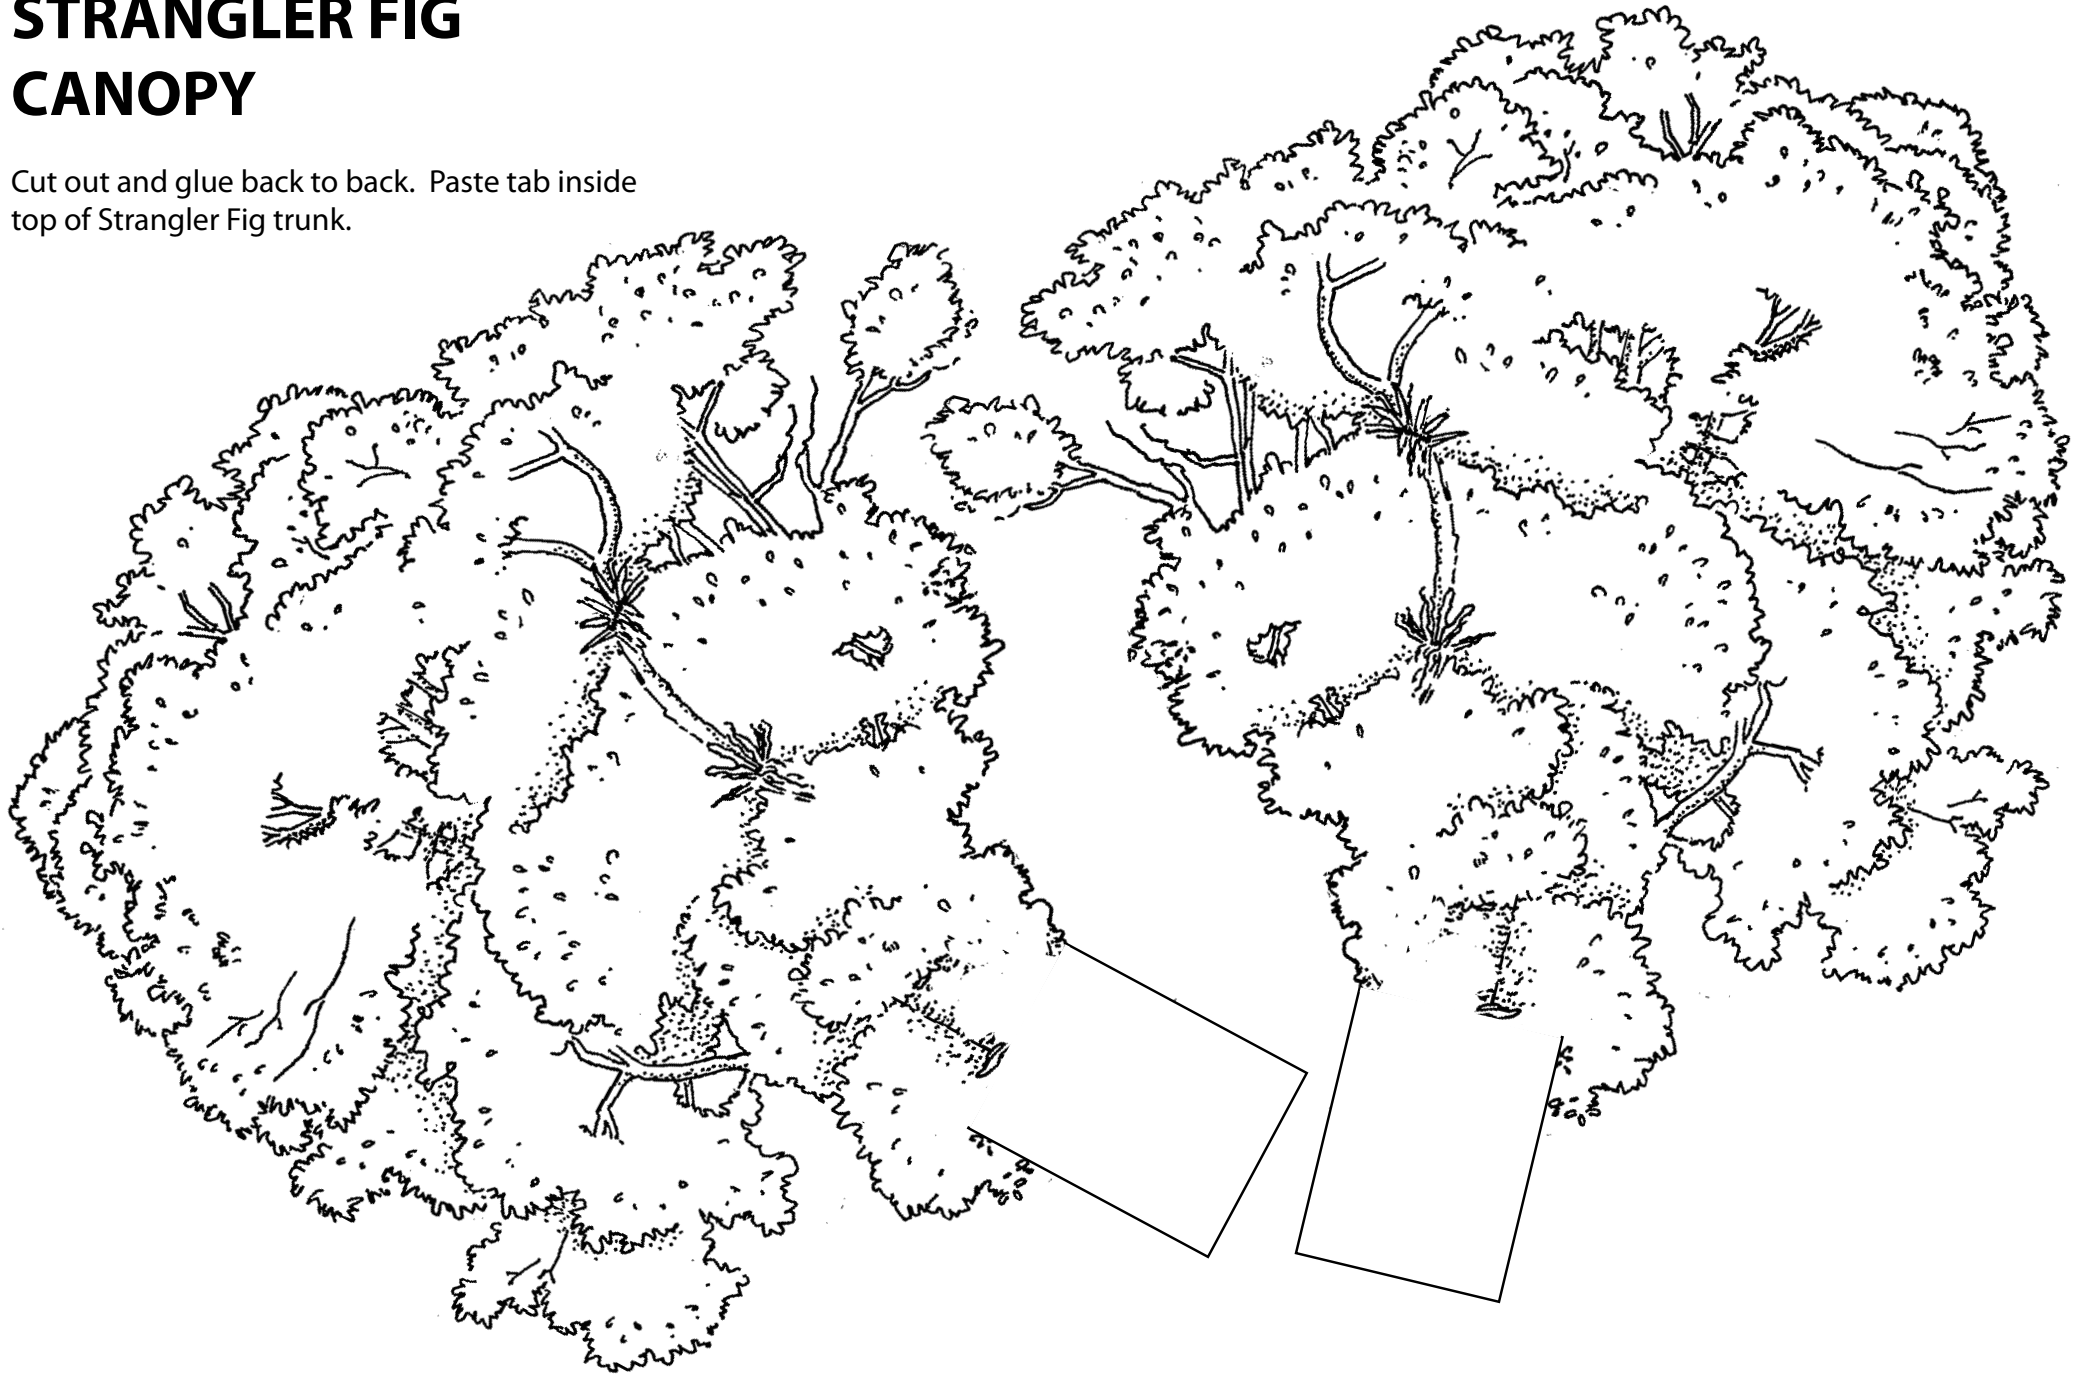 STRANGLER FIG
CANOPY
Cut out and glue back to back.  Paste tab inside
top of Strangler Fig trunk.